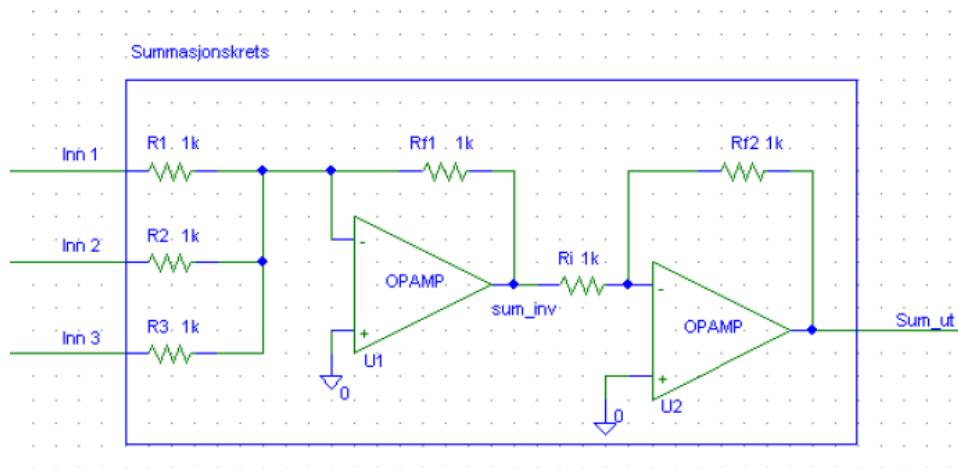 Summasjonskrets
R1 1k
Rf1 1k
Rf2 1k
Inn 1
R2 1k
Inn 2
-
OPAMP
Ri 1k
-
sum_inv
OPAMP
Sum_ut
R3 1k
Inn 3
+
U1
0
+
U2
0